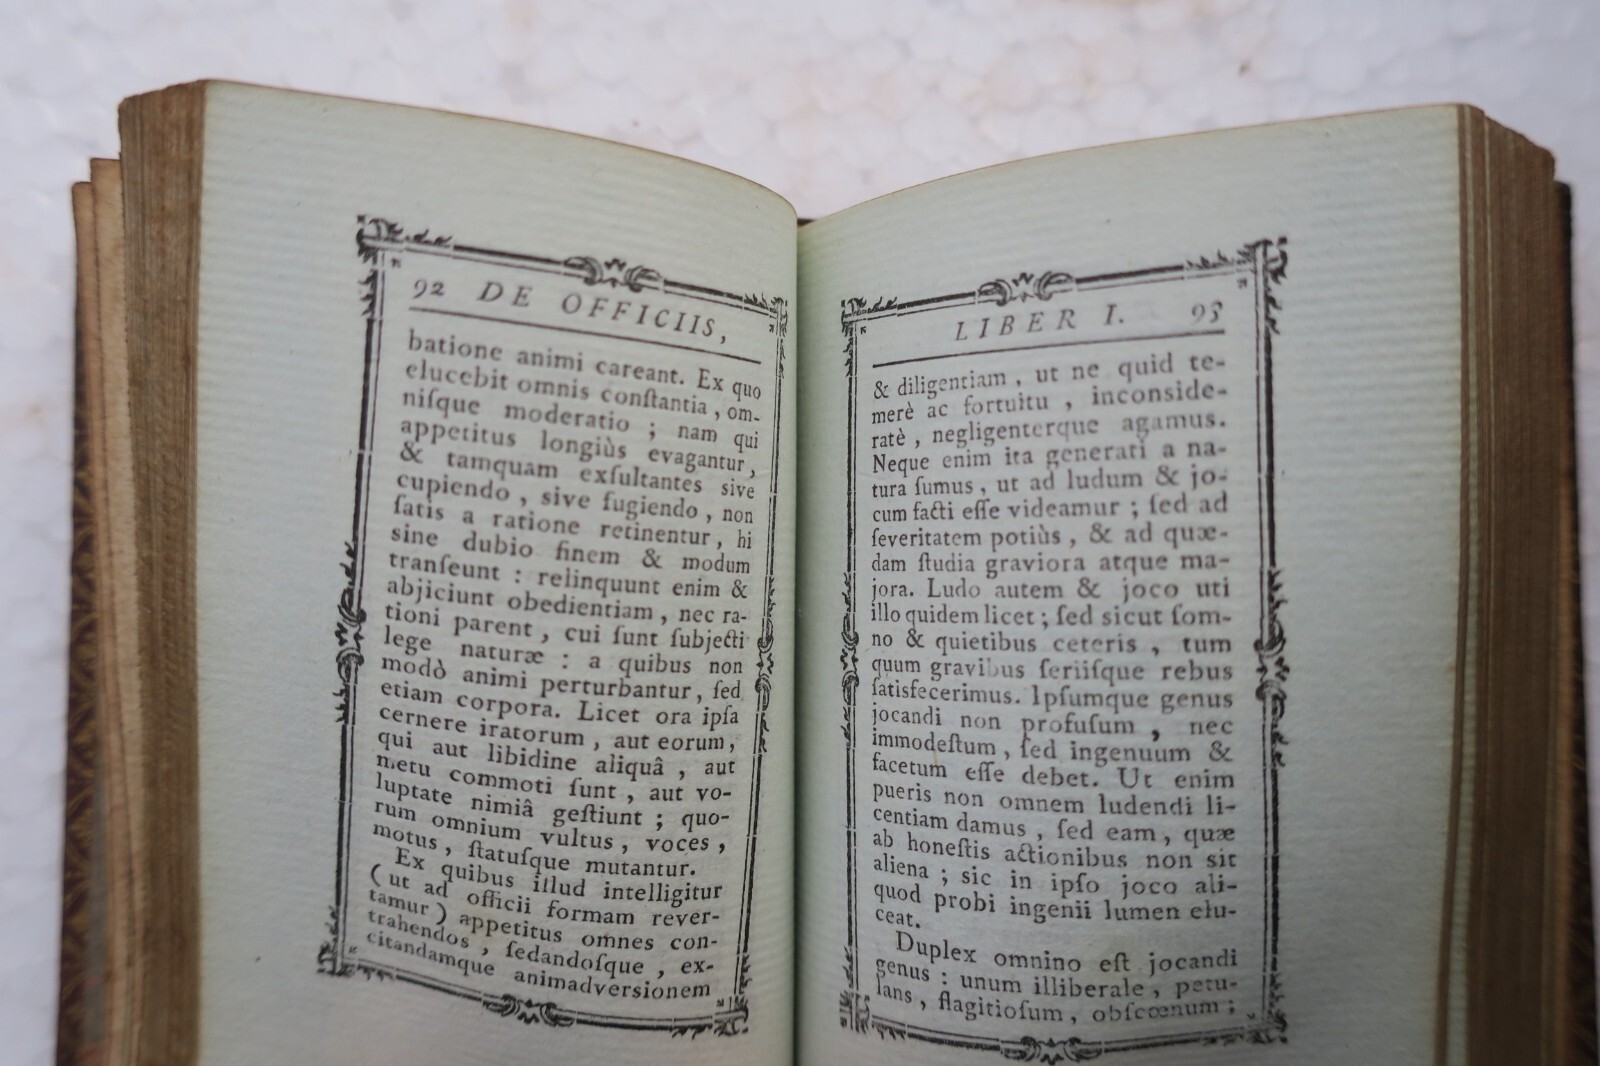 92 DE OFFICIIS,
batione animi careant. Ex quo
elucebit omnis conſtantia, om-
niſque moderatio ; nam qui
appetitus longiùs evagantur,
& tamquam exſultantes sive
cupiendo, sive fugiendo, non
ſatis a ratione retinentur, hi
sine dubio finem & modum
tranſeunt : relinquunt enim &
abjiciunt obedientiam, nec ra-
tioni parent, cui ſunt ſubjecti
lege naturæ : a quibus non
modò animi perturbantur, ſed
etiam corpora. Licet ora ipſa
cernere iratorum, aut eorum,
qui aut libidine aliquâ, aut
metu commoti ſunt, aut vo-
luptate nimiâ geſtiunt ; quo-
rum omnium vultus, voces,
motus, ſtatuſque mutantur.
Ex quibus illud intelligitur
( ut ad officii formam rever-
tamur ) appetitus omnes con-
trahendos, ſedandoſque, ex-
citandamque animadversionem
LIBER I. 93
& diligentiam, ut ne quid te-
merè ac fortuitu, inconside-
ratè, negligenterque agamus.
Neque enim ita generati a na-
tura ſumus, ut ad ludum & jo-
cum facti eſſe videamur ; ſed ad
ſeveritatem potiùs, & ad quæ-
dam ſtudia graviora atque ma-
jora. Ludo autem & joco uti
illo quidem licet ; ſed sicut ſom-
no & quietibus ceteris, tum
quum gravibus ſeriiſque rebus
ſatisfecerimus. Ipſumque genus
jocandi non profuſum, nec
immodeſtum, ſed ingenuum &
facetum eſſe debet. Ut enim
pueris non omnem ludendi li-
centiam damus, ſed eam, quæ
ab honeſtis actionibus non sit
aliena ; sic in ipſo joco ali-
quod probi ingenii lumen elu-
ceat.
Duplex omnino eſt jocandi
genus : unum illiberale, petu-
lans, flagitioſum, obſcœnum ;